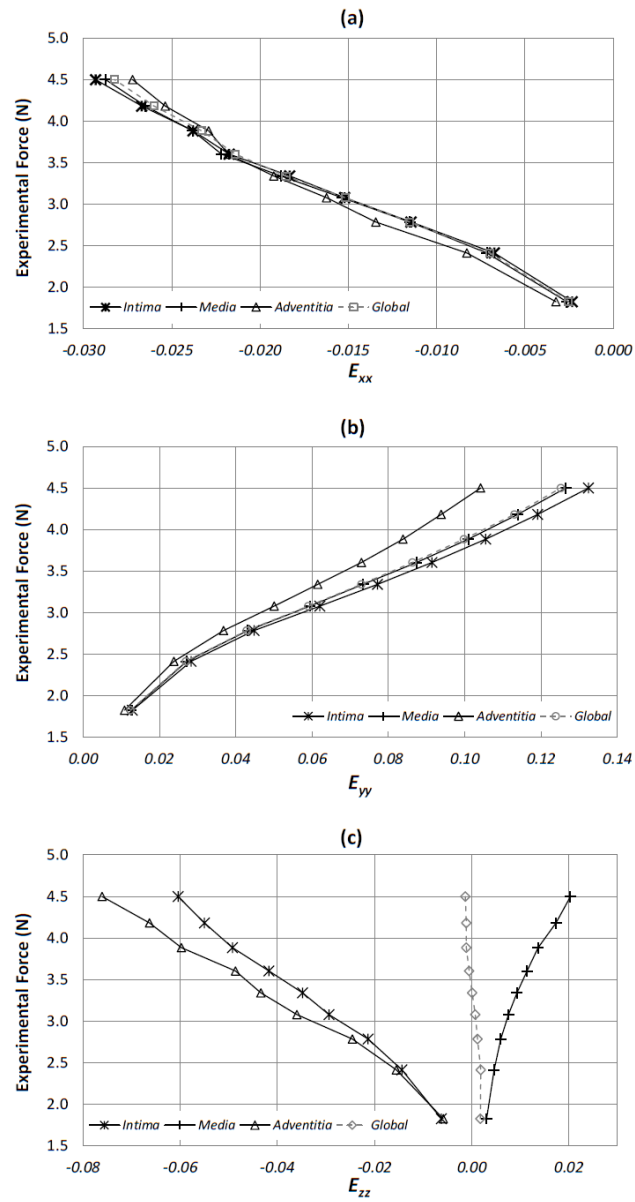 (a)
5.0
4.5
4.0
3.5
3.0
2.5
2.0
1.5
Experimental Force (N)
Intima Media Adventitia Global
-0.030 -0.025 -0.020 -0.015 -0.010 -0.005 0.000
Exx
(b)
5.0
4.5
4.0
3.5
3.0
2.5
2.0
1.5
Experimental Force (N)
Intima Media Adventitia Global
0.00 0.02 0.04 0.06 0.08 0.10 0.12 0.14
Eyy
(c)
5.0
4.5
4.0
3.5
3.0
2.5
2.0
1.5
Experimental Force (N)
Intima Media Adventitia Global
-0.08 -0.06 -0.04 -0.02 0.00 0.02
Ezz